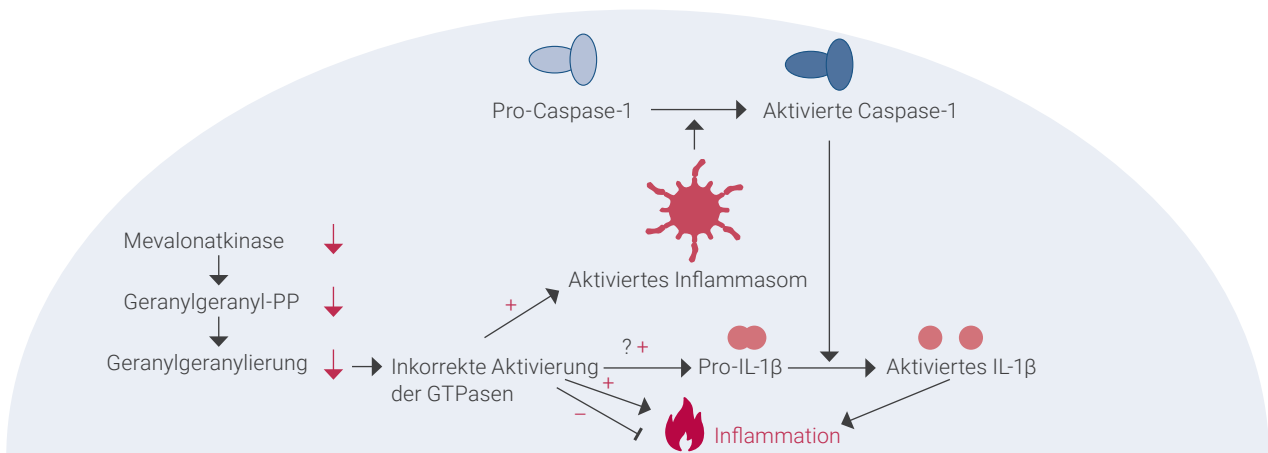 Pro-Caspase-1
Aktivierte Caspase-1
Mevalonatkinase
Aktiviertes Inflammasom
Geranylgeranyl-PP
+
? +
Geranylgeranylierung
Inkorrekte Aktivierung
der GTPasen
Pro-IL-1β
Aktiviertes IL-1β
+
–
Inflammation